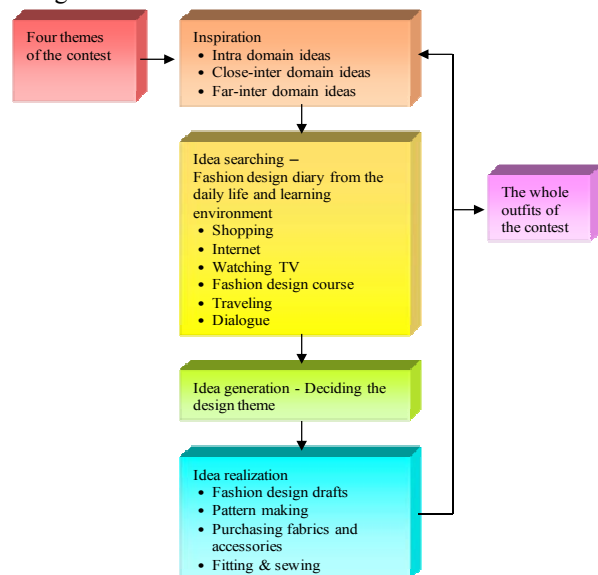 Four themes
of the contest
Inspiration
• Intra domain ideas
• Close-inter domain ideas
• Far-inter domain ideas
Idea searching –
Fashion design diary from the
daily life and learning
environment
• Shopping
• Internet
• Watching TV
• Fashion design course
• Traveling
• Dialogue
The whole
outfits of
the contest
Idea generation - Deciding the
design theme
Idea realization
• Fashion design drafts
• Pattern making
• Purchasing fabrics and
accessories
• Fitting & sewing